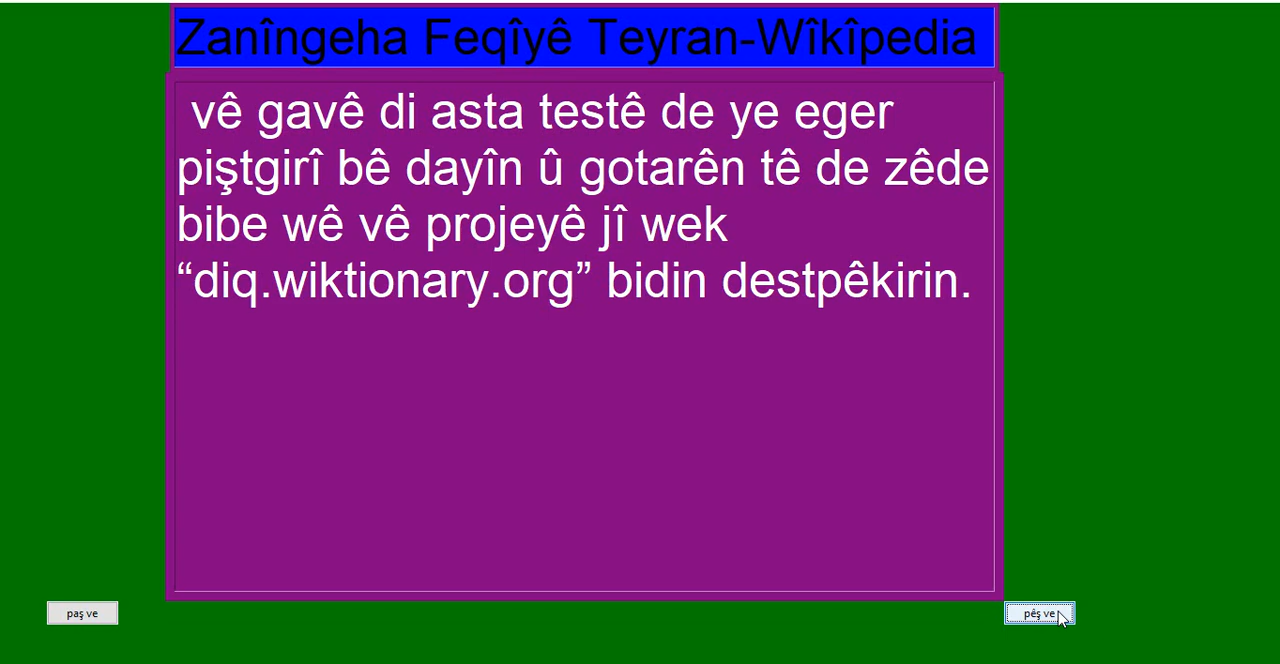 Zanîngeha Feqîyê Teyran-Wîkîpedia
vê gavê di asta testê de ye eger
piştgirî bê dayîn û gotarên tê de zêde
bibe wê vê projeyê jî wek
“diq.wiktionary.org” bidin destpêkirin.
paş ve
pêş ve